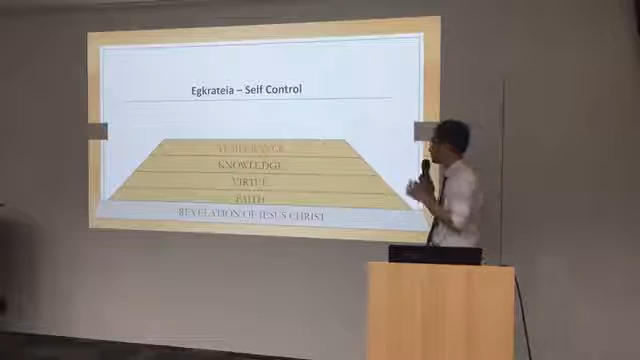 Egkrateia – Self Control
TEMPERANCE
KNOWLEDGE
VIRTUE
FAITH
REVELATION OF JESUS CHRIST